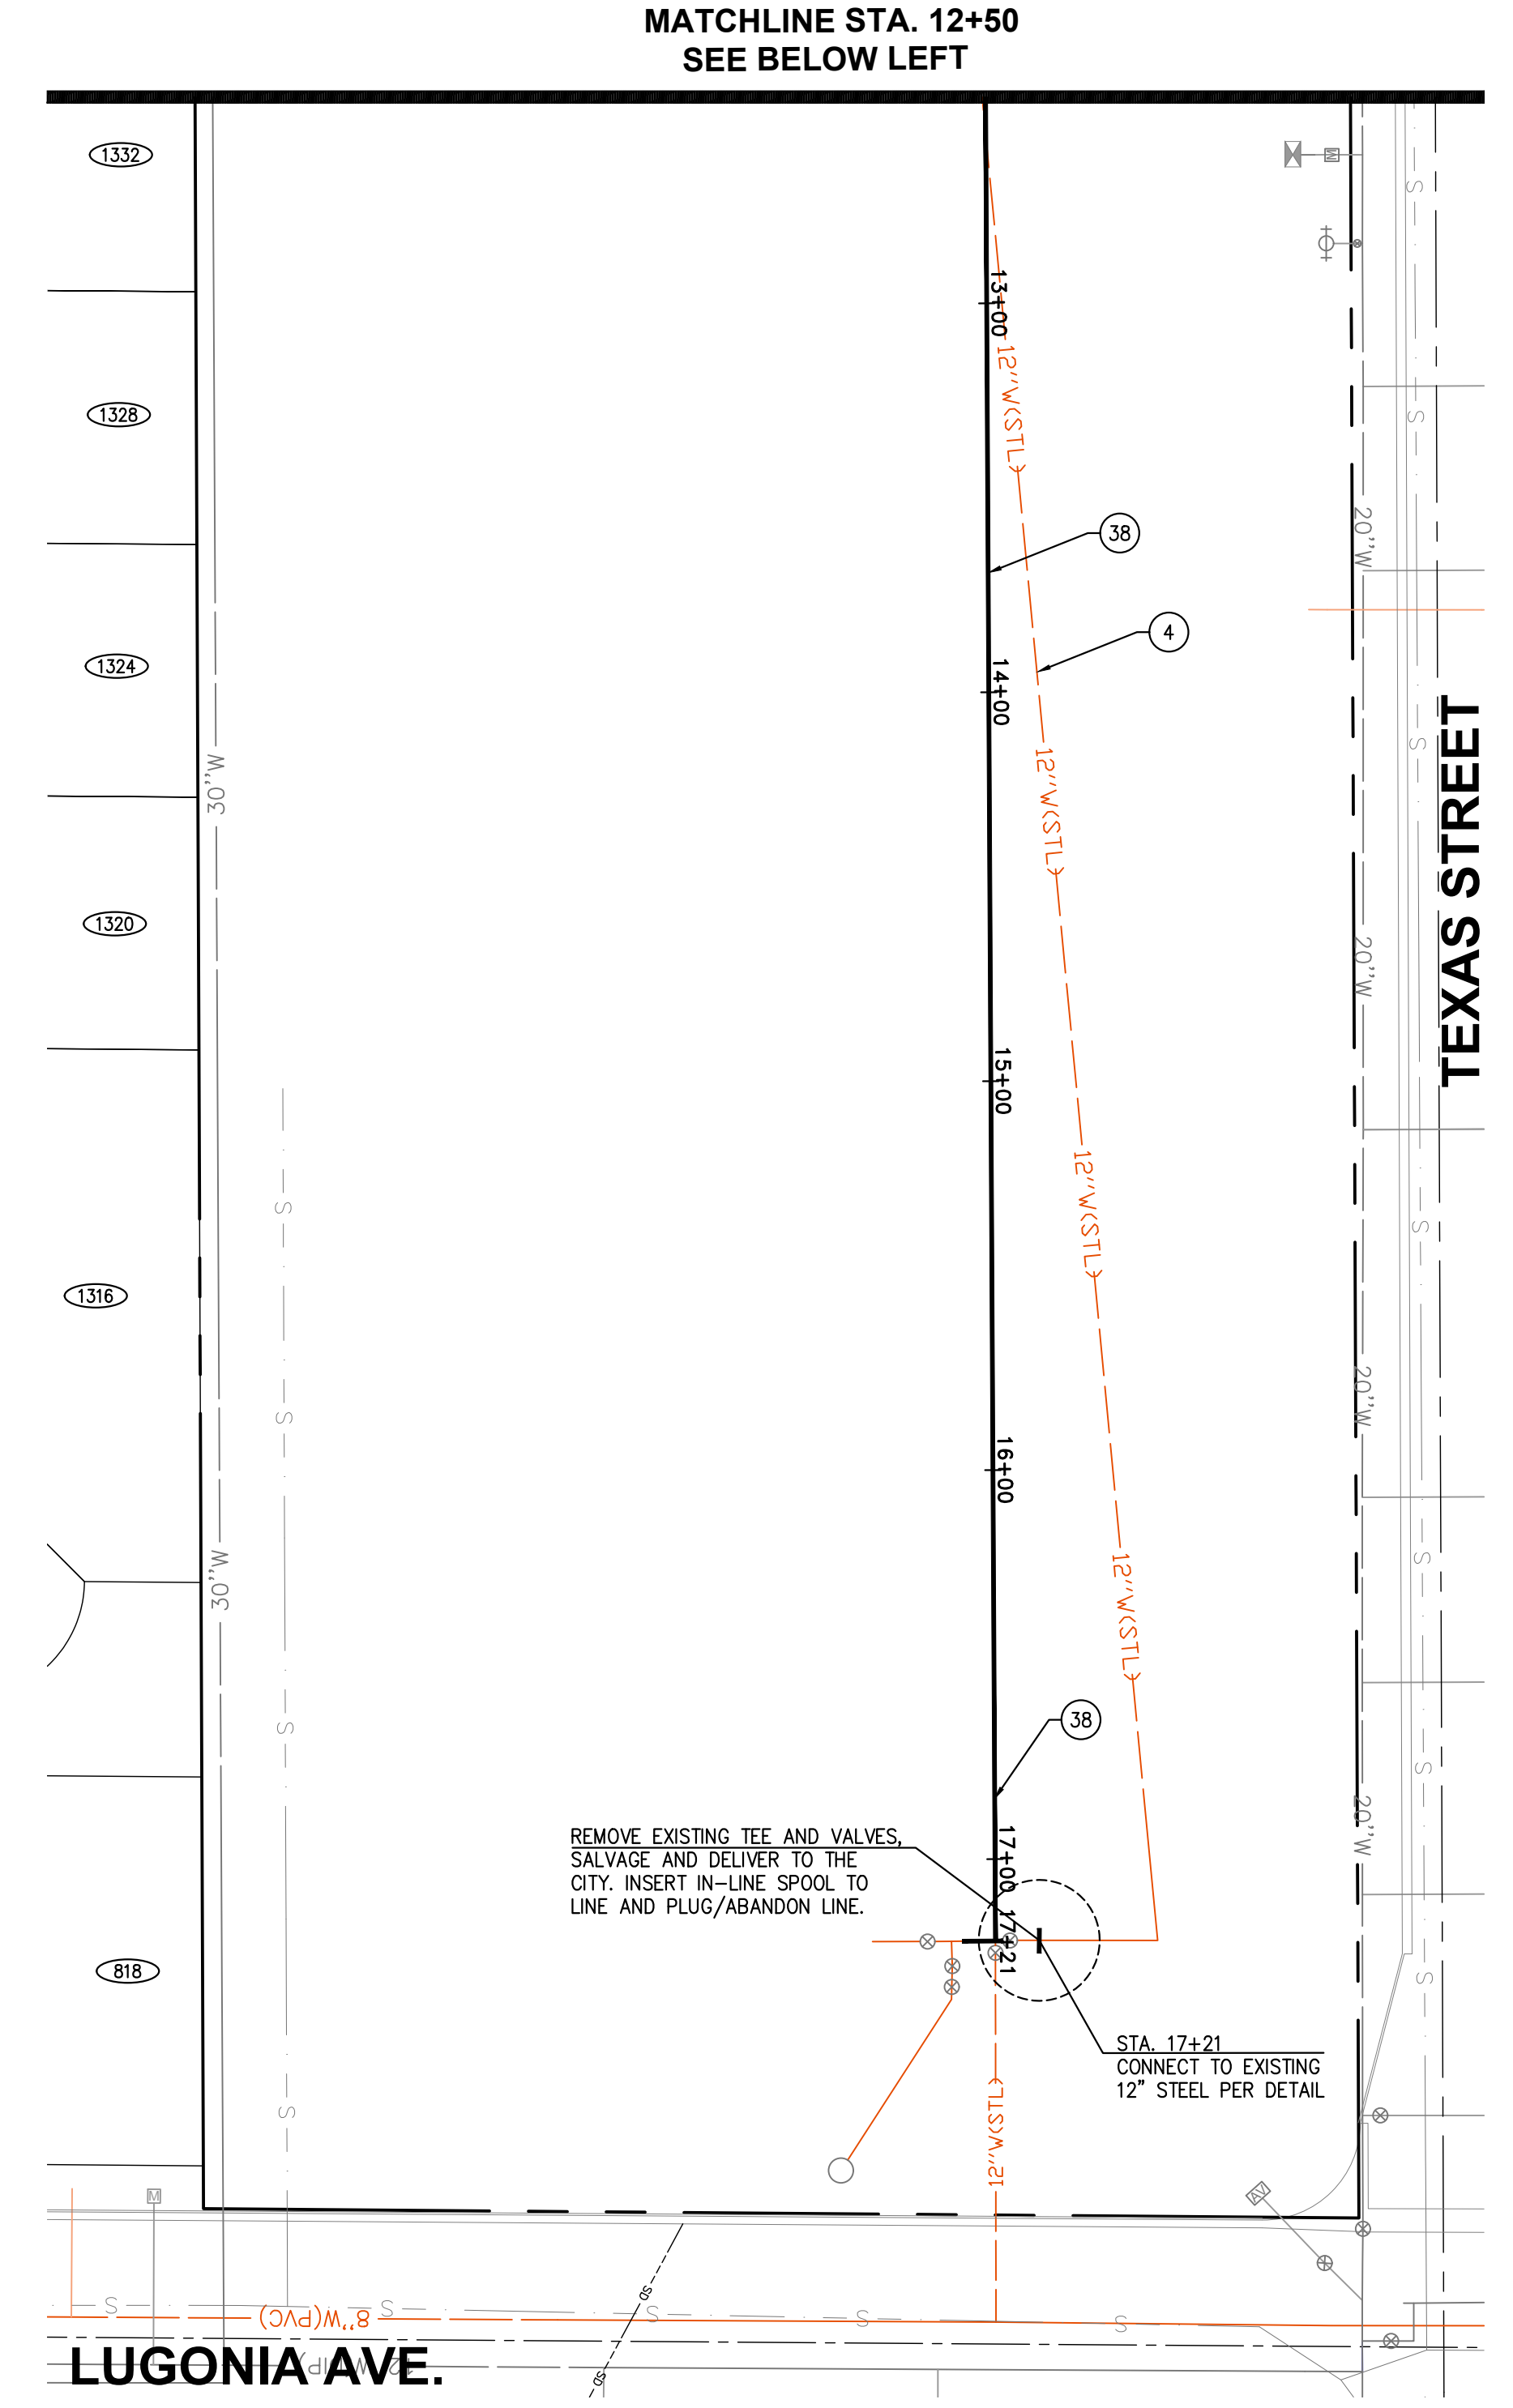 MATCHLINE STA. 12+50
SEE BELOW LEFT
1332
M
S
13+00
12"W(STL)
1328
S
38
20"W
4
1324
14+00
S
30"W
12"W(STL)
TEXAS STREET
1320
20"W
15+00
12"W(STL)
S
S
1316
20"W
S
16+00
30"W
12"W(STL)
S
38
S
S
20"W
17+00
REMOVE EXISTING TEE AND VALVES,
SALVAGE AND DELIVER TO THE
CITY. INSERT IN-LINE SPOOL TO
LINE AND PLUG/ABANDON LINE.
17+21
818
S
STA. 17+21
CONNECT TO EXISTING
12" STEEL PER DETAIL
12"W(STL)
S
M
AV
SD
S
8"W(PVC)
S
S
S
S
LUGONIA AVE.
SD